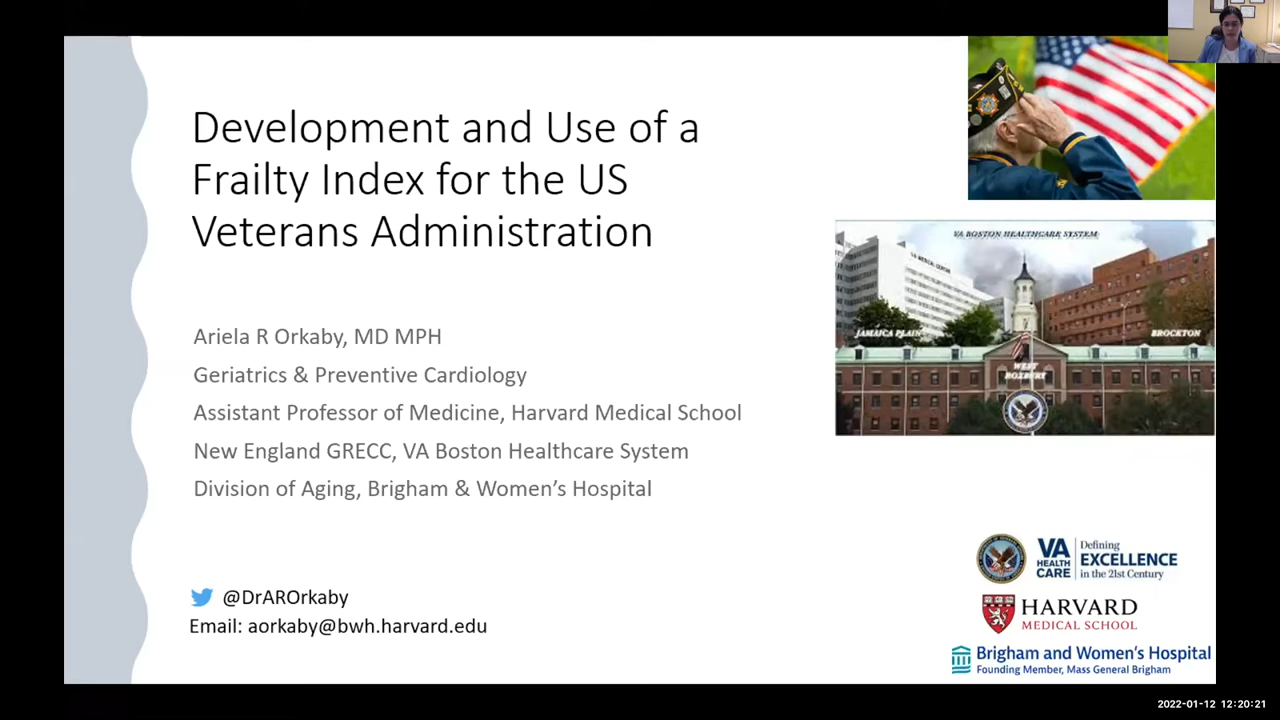 Development and Use of a
Frailty Index for the US
Veterans Administration
Ariela R Orkaby, MD MPH
Geriatrics & Preventive Cardiology
Assistant Professor of Medicine, Harvard Medical School
New England GRECC, VA Boston Healthcare System
Division of Aging, Brigham & Women's Hospital
@DrAROrkaby
Email: aorkaby@bwh.harvard.edu
VA BOSTON HEALTHCARE SYSTEM
VA MEDICAL CENTER
JAMAICA PLAIN
BROCKTON
WEST
ROXBURY
VA
HEALTH
CARE
Defining
EXCELLENCE
in the 21st Century
HARVARD
MEDICAL SCHOOL
Brigham and Women's Hospital
Founding Member, Mass General Brigham
2022-01-12 12:20:21